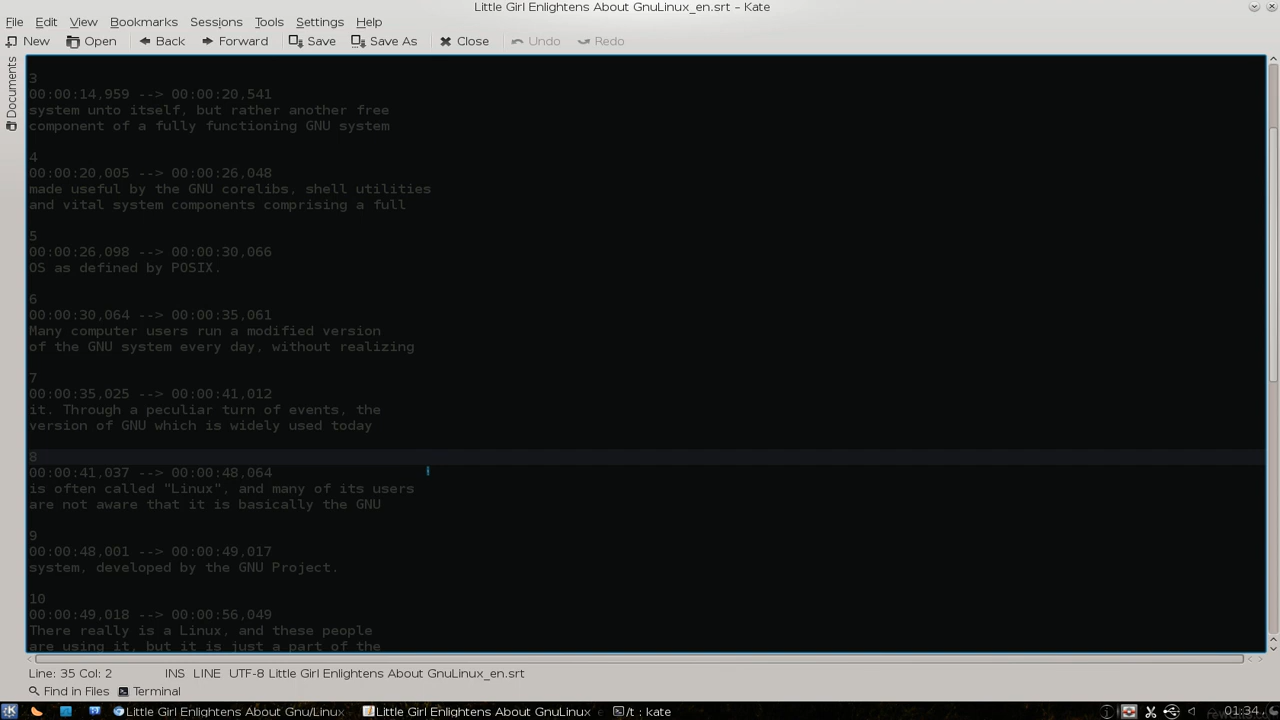 Little Girl Enlightens About GnuLinux_en.srt – Kate
File Edit View Bookmarks Sessions Tools Settings Help
New Open Back Forward Save Save As Close Undo Redo
Documents
3
00:00:14,959 --> 00:00:20,541
system unto itself, but rather another free
component of a fully functioning GNU system
4
00:00:20,005 --> 00:00:26,048
made useful by the GNU corelibs, shell utilities
and vital system components comprising a full
5
00:00:26,098 --> 00:00:30,066
OS as defined by POSIX.
6
00:00:30,064 --> 00:00:35,061
Many computer users run a modified version
of the GNU system every day, without realizing
7
00:00:35,025 --> 00:00:41,012
it. Through a peculiar turn of events, the
version of GNU which is widely used today
8
00:00:41,037 --> 00:00:48,064
is often called "Linux", and many of its users
are not aware that it is basically the GNU
9
00:00:48,001 --> 00:00:49,017
system, developed by the GNU Project.
10
00:00:49,018 --> 00:00:56,049
There really is a Linux, and these people
are using it, but it is just a part of the
Line: 35 Col: 2 INS LINE UTF-8 Little Girl Enlightens About GnuLinux_en.srt
Find in Files Terminal
Little Girl Enlightens About Gnu/Linux Little Girl Enlightens About GnuLinux /t : kate 01:34